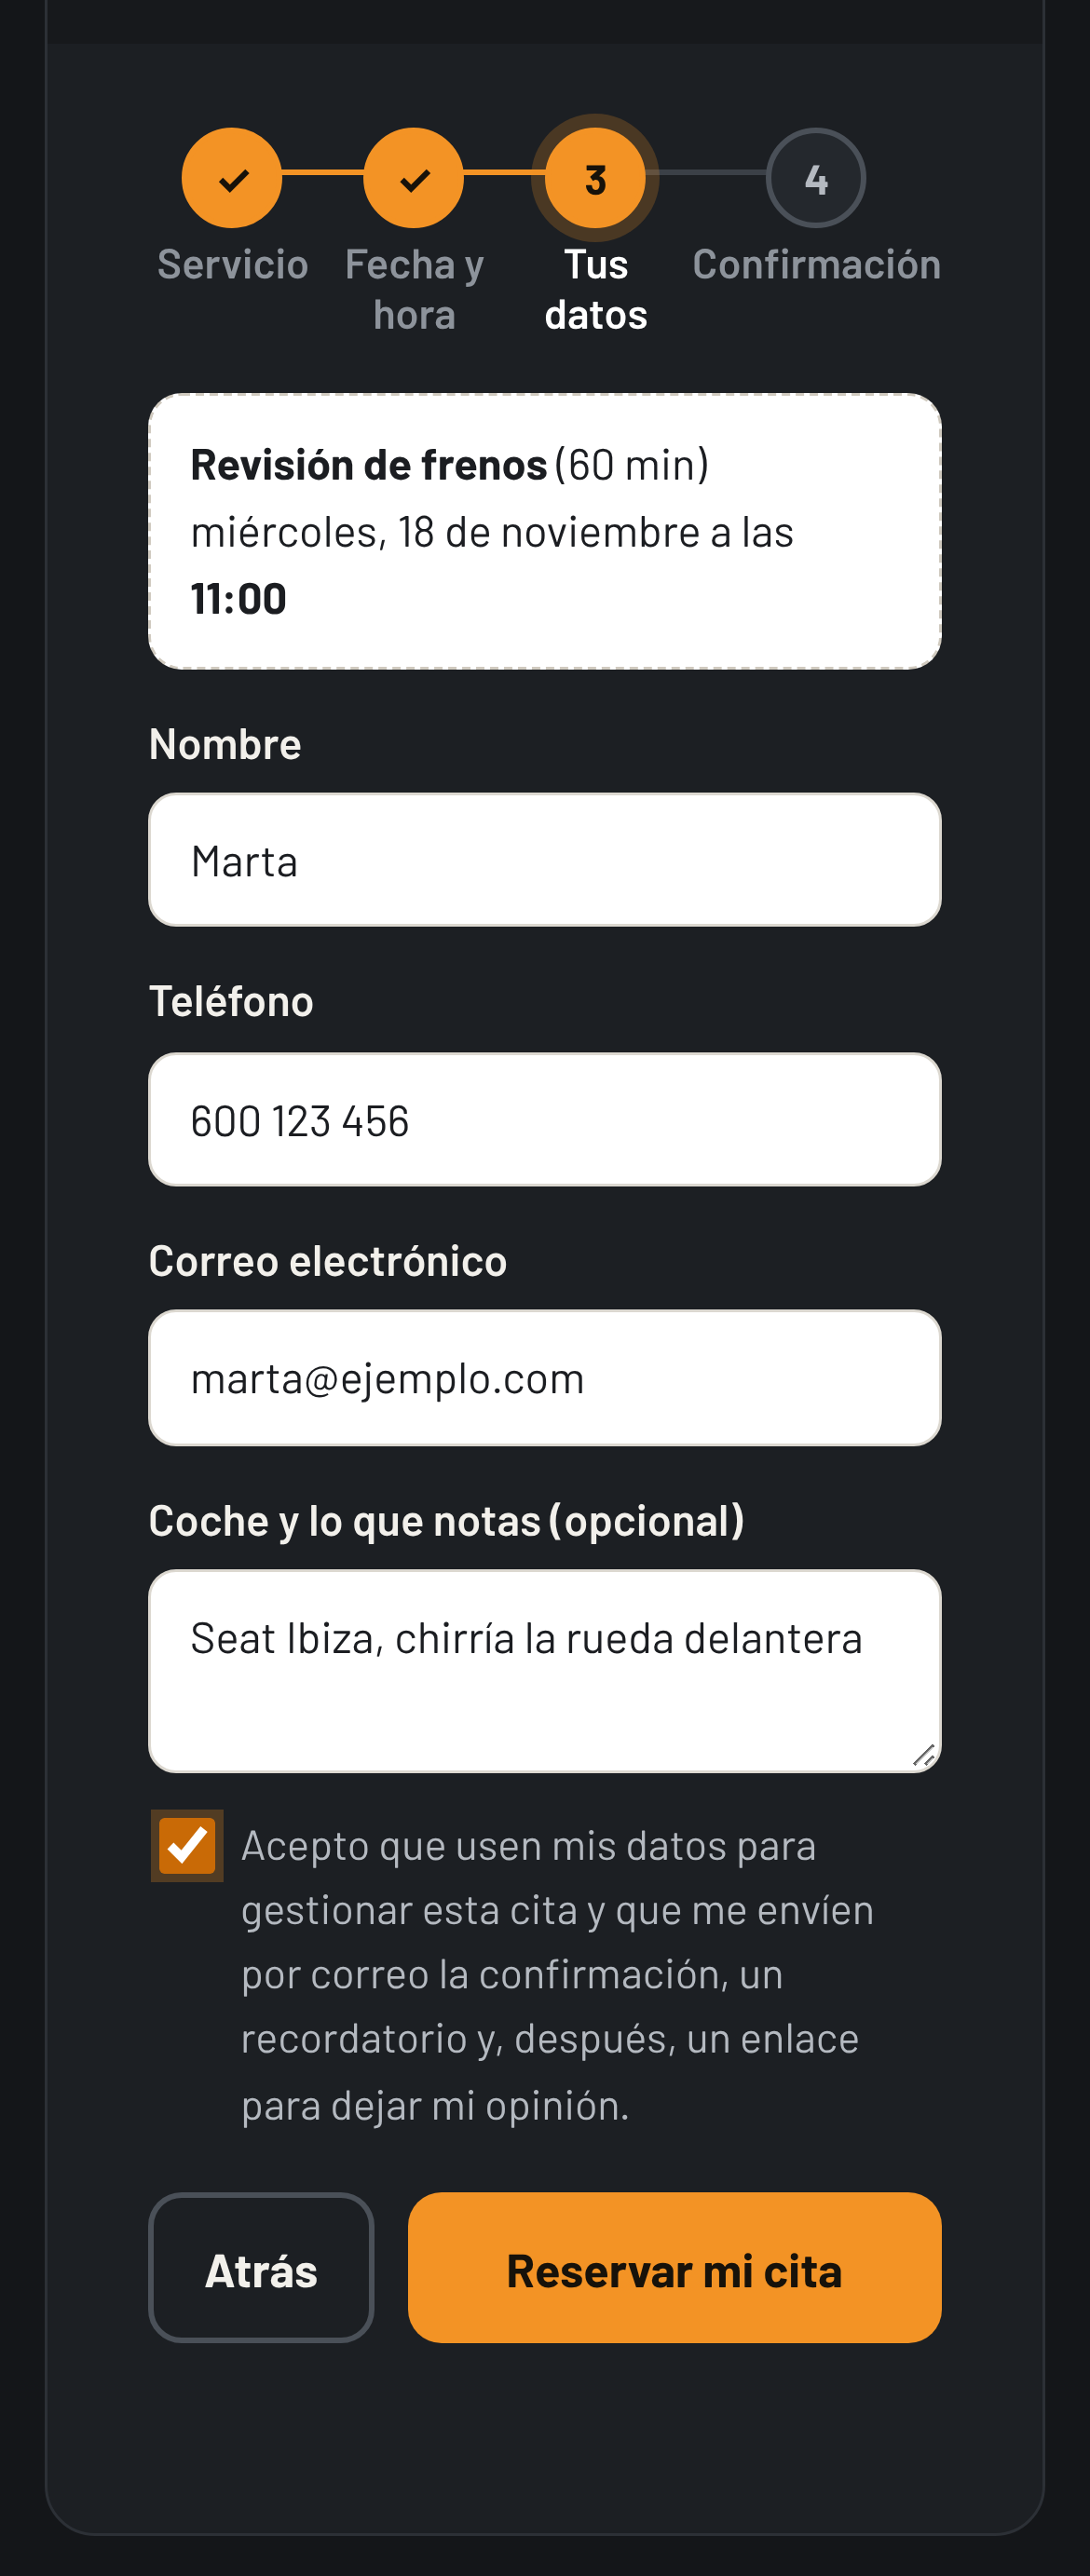 3
4
Servicio
Fecha y
hora
Tus
datos
Confirmación
Revisión de frenos (60 min)
miércoles, 18 de noviembre a las
11:00
Nombre
Marta
Teléfono
600 123 456
Correo electrónico
marta@ejemplo.com
Coche y lo que notas (opcional)
Seat Ibiza, chirría la rueda delantera
Acepto que usen mis datos para
gestionar esta cita y que me envíen
por correo la confirmación, un
recordatorio y, después, un enlace
para dejar mi opinión.
Atrás
Reservar mi cita